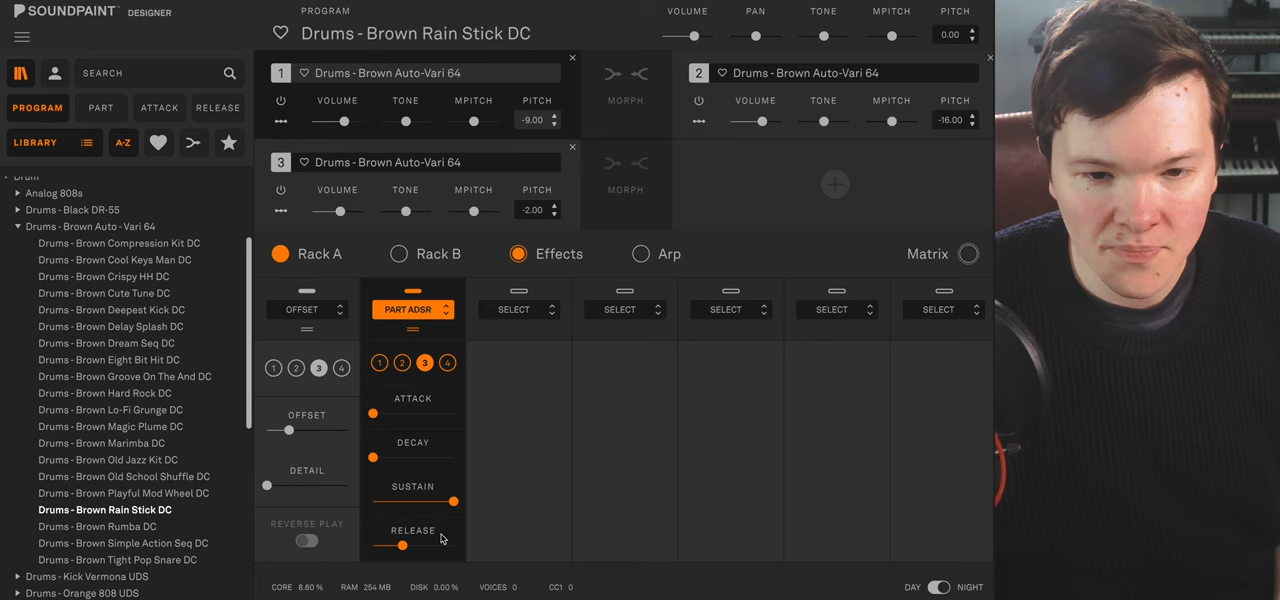 SOUNDPAINT™ DESIGNER
PROGRAM
Drums - Brown Rain Stick DC
VOLUME PAN TONE MPITCH PITCH
0.00
SEARCH
PROGRAM PART ATTACK RELEASE
LIBRARY A-Z
1 Drums - Brown Auto-Vari 64
VOLUME TONE MPITCH PITCH
-9.00
MORPH
2 Drums - Brown Auto-Vari 64
VOLUME TONE MPITCH PITCH
-16.00
3 Drums - Brown Auto-Vari 64
VOLUME TONE MPITCH PITCH
-2.00
MORPH
Drum
Analog 808s
Drums - Black DR-55
Drums - Brown Auto - Vari 64
Drums - Brown Compression Kit DC
Drums - Brown Cool Keys Man DC
Drums - Brown Crispy HH DC
Drums - Brown Cute Tune DC
Drums - Brown Deepest Kick DC
Drums - Brown Delay Splash DC
Drums - Brown Dream Seq DC
Drums - Brown Eight Bit Hit DC
Drums - Brown Groove On The And DC
Drums - Brown Hard Rock DC
Drums - Brown Lo-Fi Grunge DC
Drums - Brown Magic Plume DC
Drums - Brown Marimba DC
Drums - Brown Old Jazz Kit DC
Drums - Brown Old School Shuffle DC
Drums - Brown Playful Mod Wheel DC
Drums - Brown Rain Stick DC
Drums - Brown Rumba DC
Drums - Brown Simple Action Seq DC
Drums - Brown Tight Pop Snare DC
Drums - Kick Vermona UDS
Drums - Orange 808 UDS
Rack A Rack B Effects Arp Matrix
OFFSET PART ADSR SELECT SELECT SELECT SELECT SELECT
1 2 3 4
OFFSET
DETAIL
REVERSE PLAY
1 2 3 4
ATTACK
DECAY
SUSTAIN
RELEASE
CORE 8.60 % RAM 254 MB DISK 0.00 % VOICES 0 CC1 0
DAY NIGHT